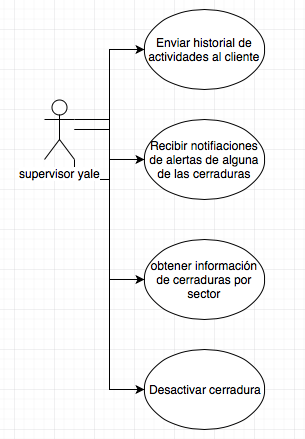 Enviar historial de
actividades al cliente
Recibir notifiaciones
de alertas de alguna
de las cerraduras
supervisor yale
obtener información
de cerraduras por
sector
Desactivar cerradura